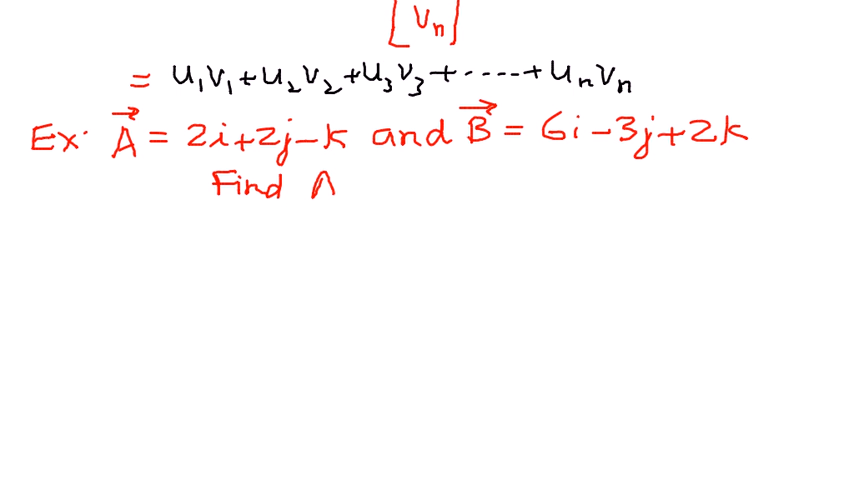 [vₙ]
= u₁v₁+u₂v₂+u₃v₃+·····+uₙvₙ
Ex· A⃗ = 2i+2j-k and B⃗ = 6i-3j+2k
Find A